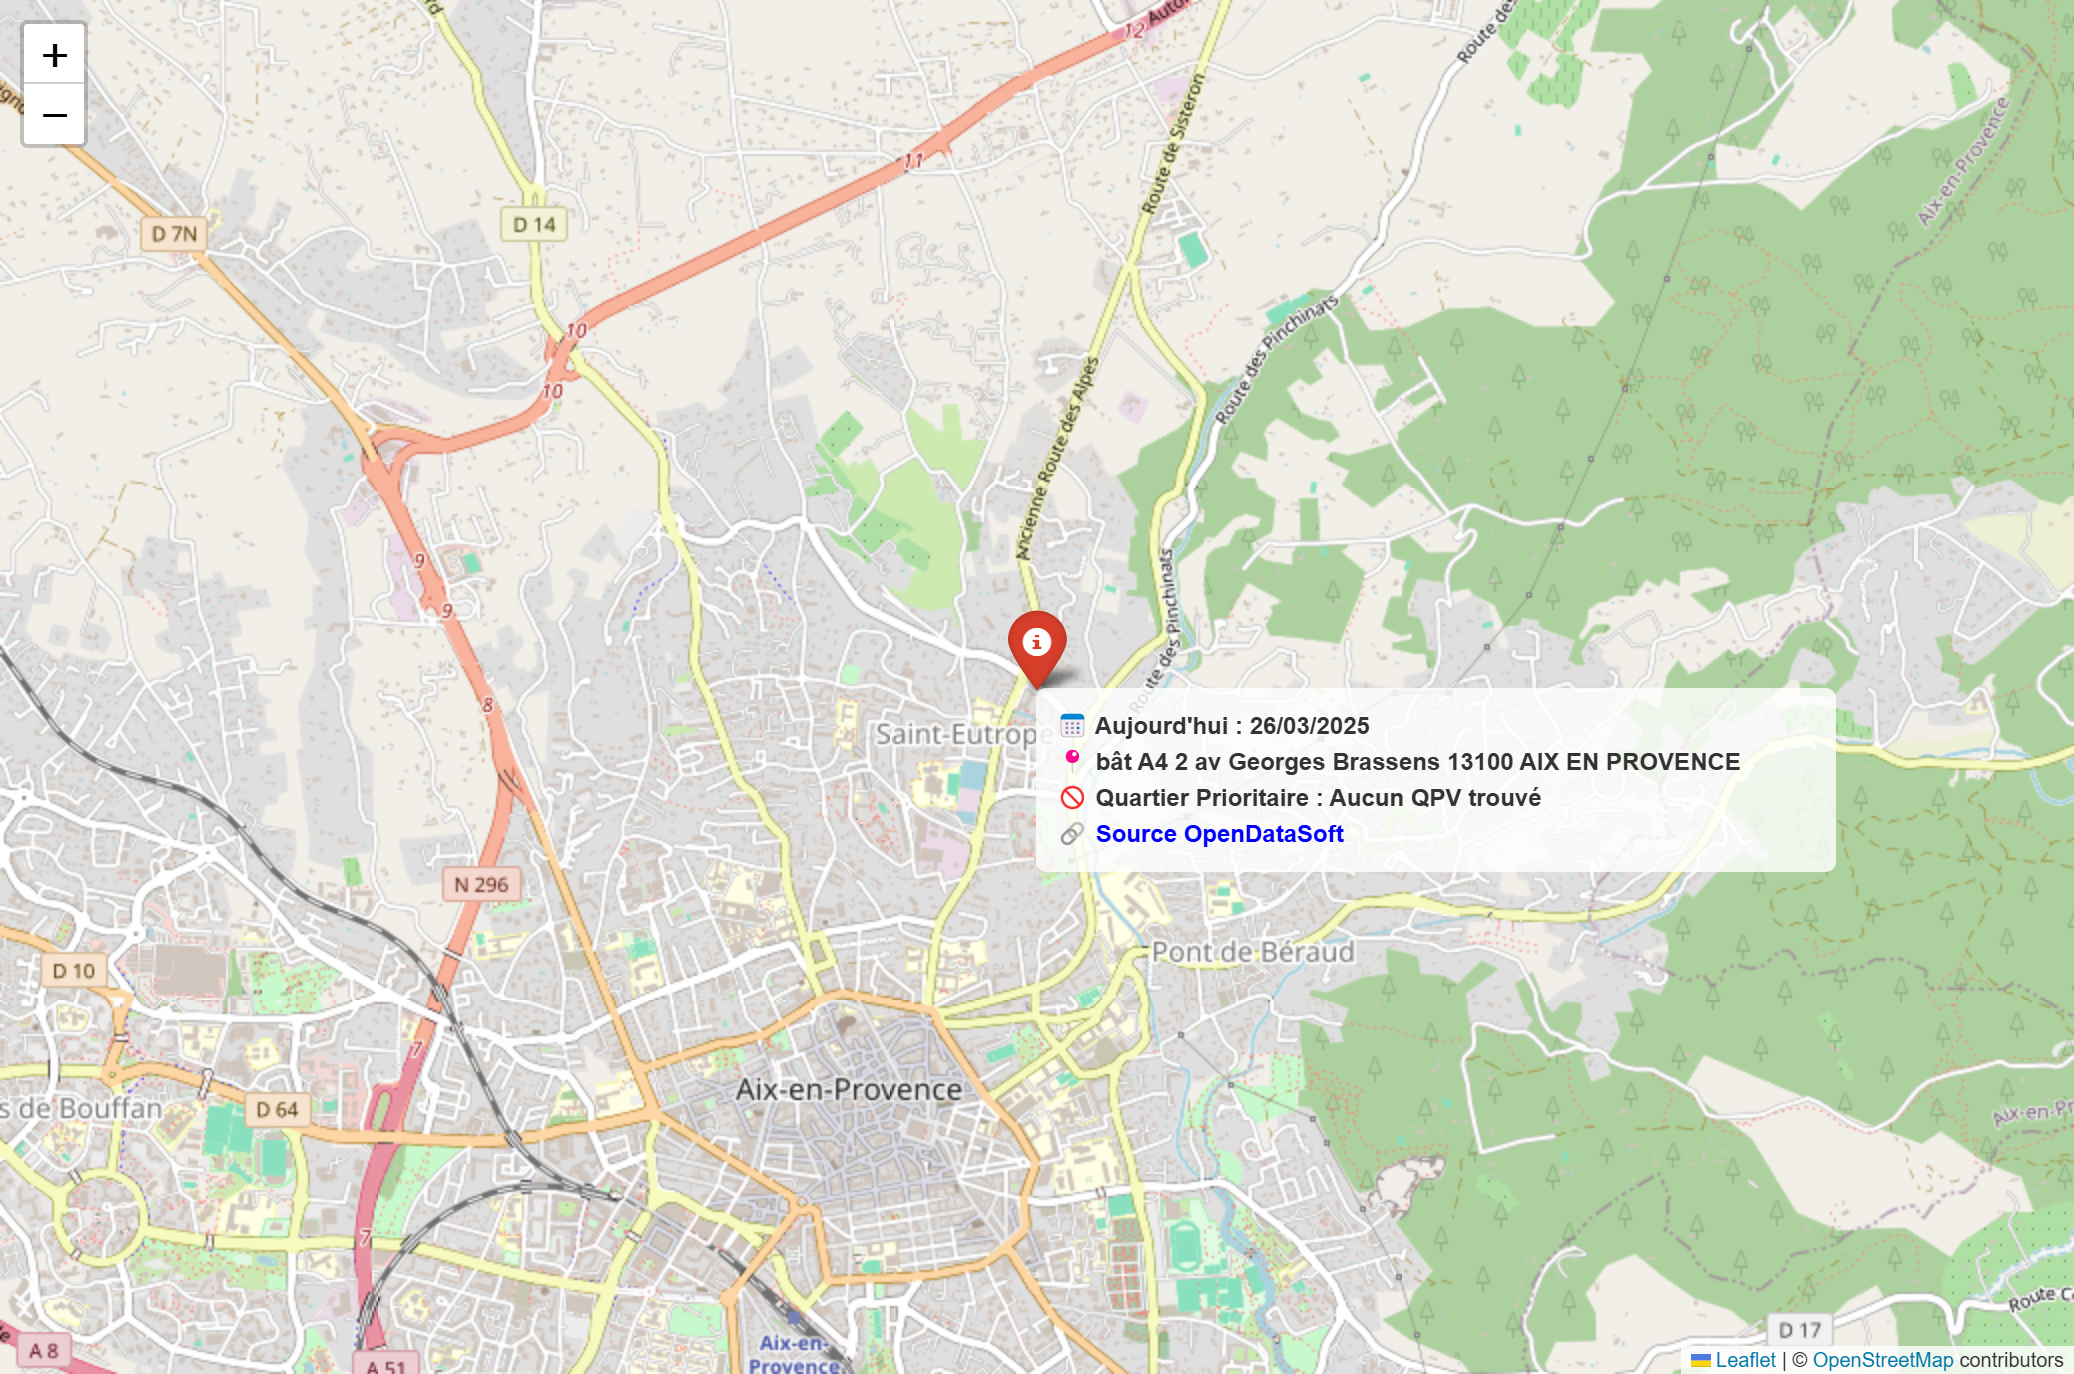 +
−
12
Route de Sisteron
11
Aix-en-Provence
D 7N
D 14
10
Route des Pinchinats
10
Ancienne Route des Alpes
9
9
Route des Pinchinats
8
Saint-Eutrope
Aujourd'hui : 26/03/2025
bât A4 2 av Georges Brassens 13100 AIX EN PROVENCE
Quartier Prioritaire : Aucun QPV trouvé
Source OpenDataSoft
N 296
Pont de Béraud
D 10
7
Aix-en-Provence
D 64
s de Bouffan
Aix-en-Pr
7
Route C
D 17
A 8
Aix-en-
Provence
A 51
Leaflet | © OpenStreetMap contributors